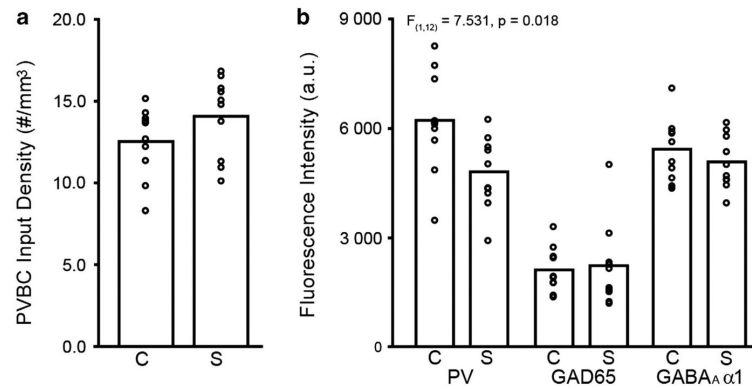 a
PVBC Input Density (#/mm³)
20.0
15.0
10.0
5.0
0.0
C S
b
F(1,12) = 7.531, p = 0.018
Fluorescence Intensity (a.u.)
9 000
6 000
3 000
0
C S C S C S
PV GAD65 GABAA α1